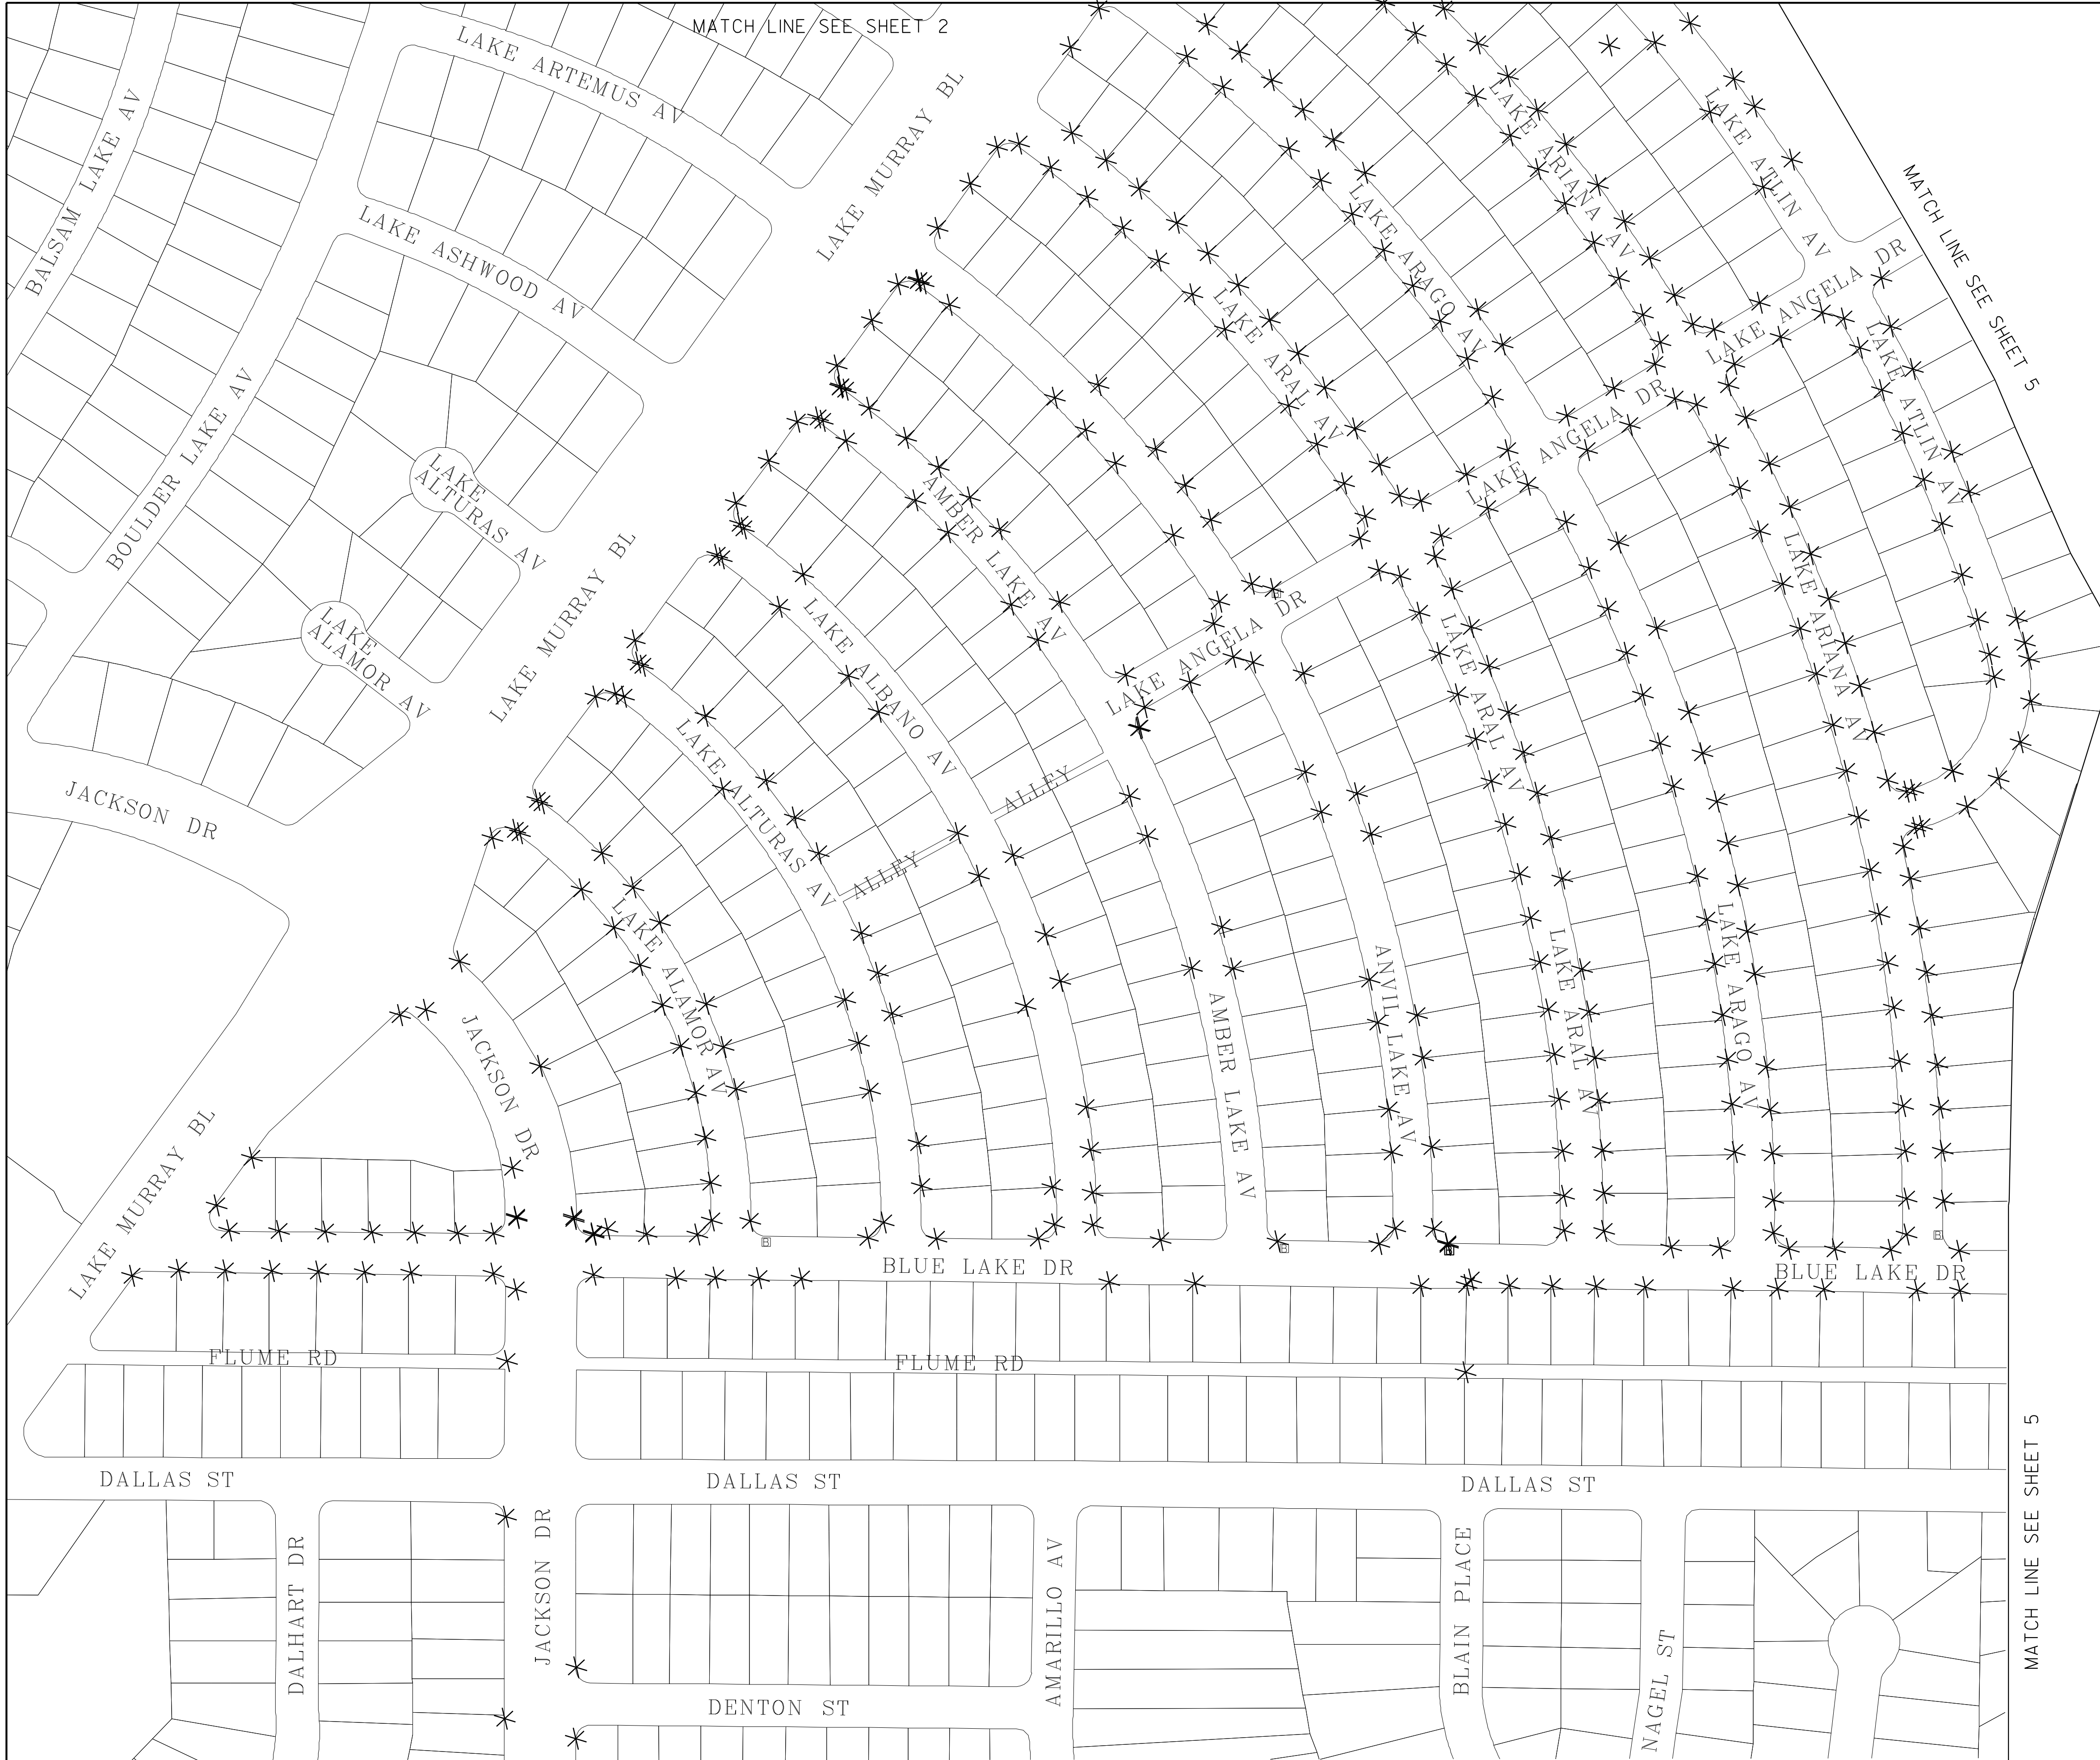 MATCH LINE SEE SHEET 2
LAKE ARTEMUS AV
LAKE MURRAY BL
BALSAM LAKE AV
LAKE ARIANA AV
LAKE ATLIN AV
MATCH LINE SEE SHEET 5
LAKE ASHWOOD AV
LAKE ARAGO AV
LAKE ANGELA DR
LAKE ARAL AV
LAKE ATLIN AV
BOULDER LAKE AV
LAKE ANGELA DR
LAKE ANGELA DR
LAKE
ALTURAS AV
AMBER LAKE AV
LAKE MURRAY BL
LAKE ARIANA AV
LAKE
ALAMOR AV
LAKE ALBANO AV
LAKE ANGELA DR
LAKE ARAL AV
LAKE ALTURAS AV
ALLEY
JACKSON DR
ALLEY
LAKE ALAMOR AV
LAKE ARAGO AV
ANVIL LAKE AV
LAKE ARAL AV
AMBER LAKE AV
JACKSON DR
LAKE MURRAY BL
BLUE LAKE DR
BLUE LAKE DR
FLUME RD
FLUME RD
DALLAS ST
DALLAS ST
DALLAS ST
MATCH LINE SEE SHEET 5
DALHART DR
JACKSON DR
AMARILLO AV
BLAIN PLACE
NAGEL ST
DENTON ST